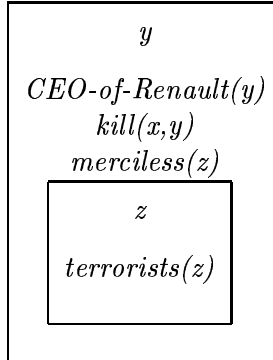 y
CEO-of-Renault(y)
kill(x,y)
merciless(z)
z
terrorists(z)